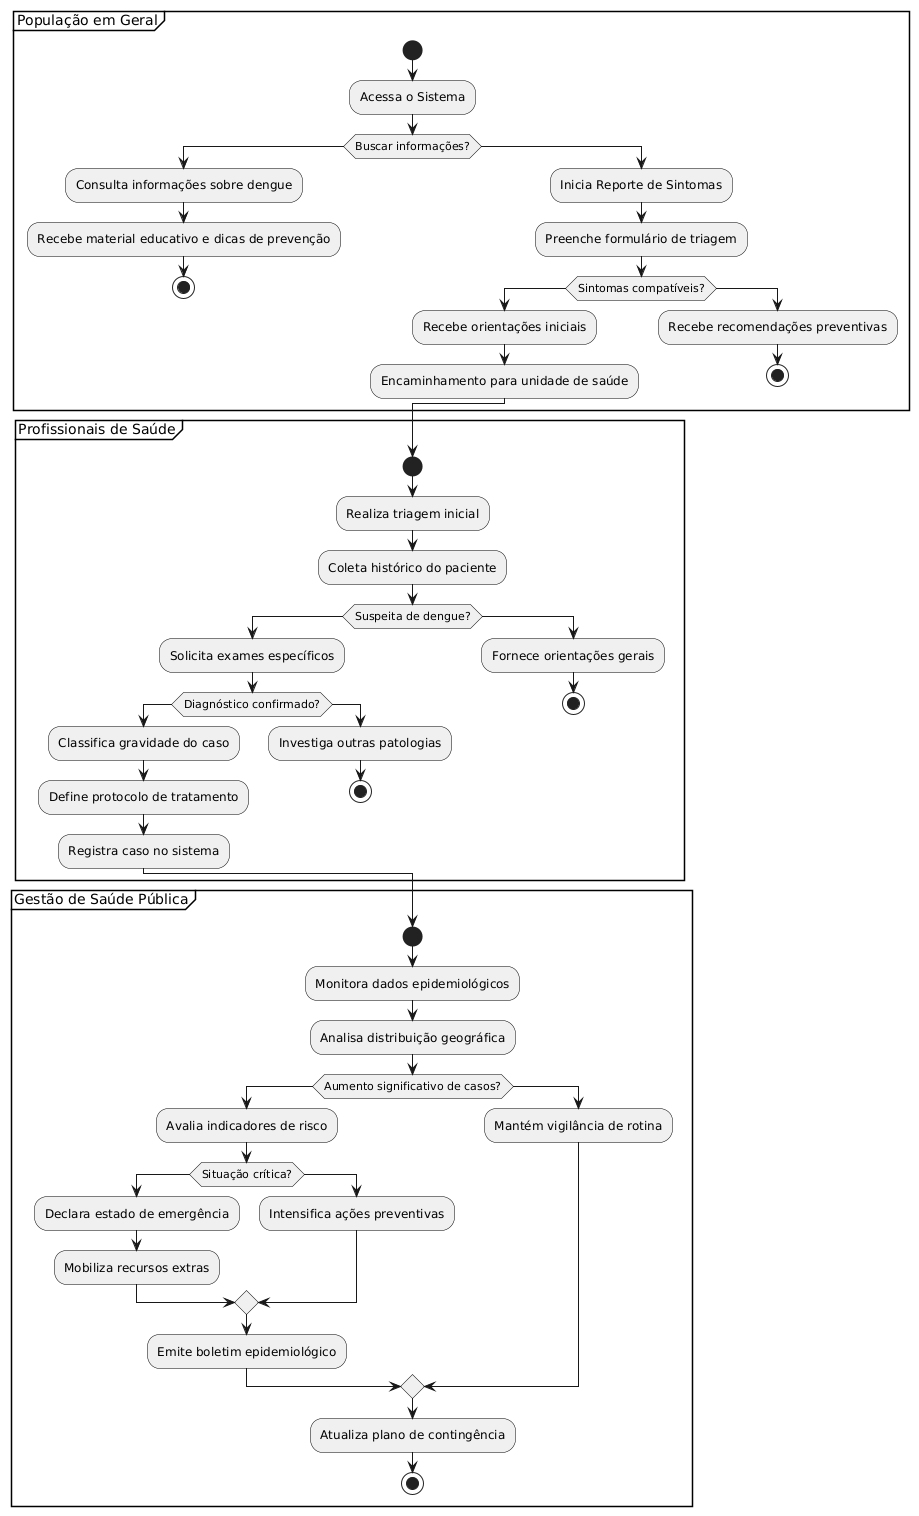 População em Geral
Acessa o Sistema
Buscar informações?
Consulta informações sobre dengue
Inicia Reporte de Sintomas
Recebe material educativo e dicas de prevenção
Preenche formulário de triagem
Sintomas compatíveis?
Recebe orientações iniciais
Recebe recomendações preventivas
Encaminhamento para unidade de saúde
Profissionais de Saúde
Realiza triagem inicial
Coleta histórico do paciente
Suspeita de dengue?
Solicita exames específicos
Fornece orientações gerais
Diagnóstico confirmado?
Classifica gravidade do caso
Investiga outras patologias
Define protocolo de tratamento
Registra caso no sistema
Gestão de Saúde Pública
Monitora dados epidemiológicos
Analisa distribuição geográfica
Aumento significativo de casos?
Avalia indicadores de risco
Mantém vigilância de rotina
Situação crítica?
Declara estado de emergência
Intensifica ações preventivas
Mobiliza recursos extras
Emite boletim epidemiológico
Atualiza plano de contingência